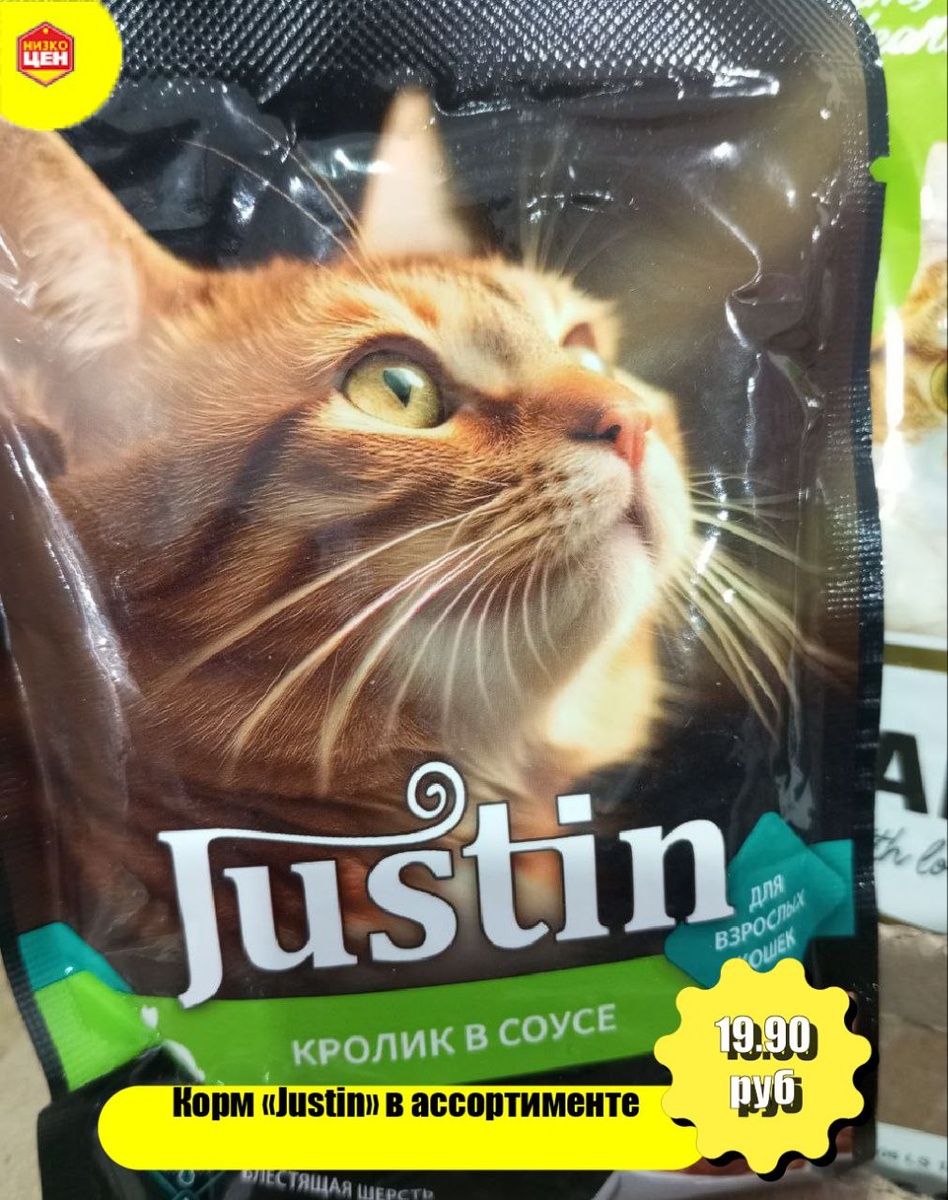 НИЗКО
ЦЕН
Justin
ДЛЯ
ВЗРОСЛЫХ
КОШЕК
КРОЛИК В СОУСЕ
19.90
руб
Корм «Justin» в ассортименте
БЛЕСТЯЩАЯ ШЕРСТЬ